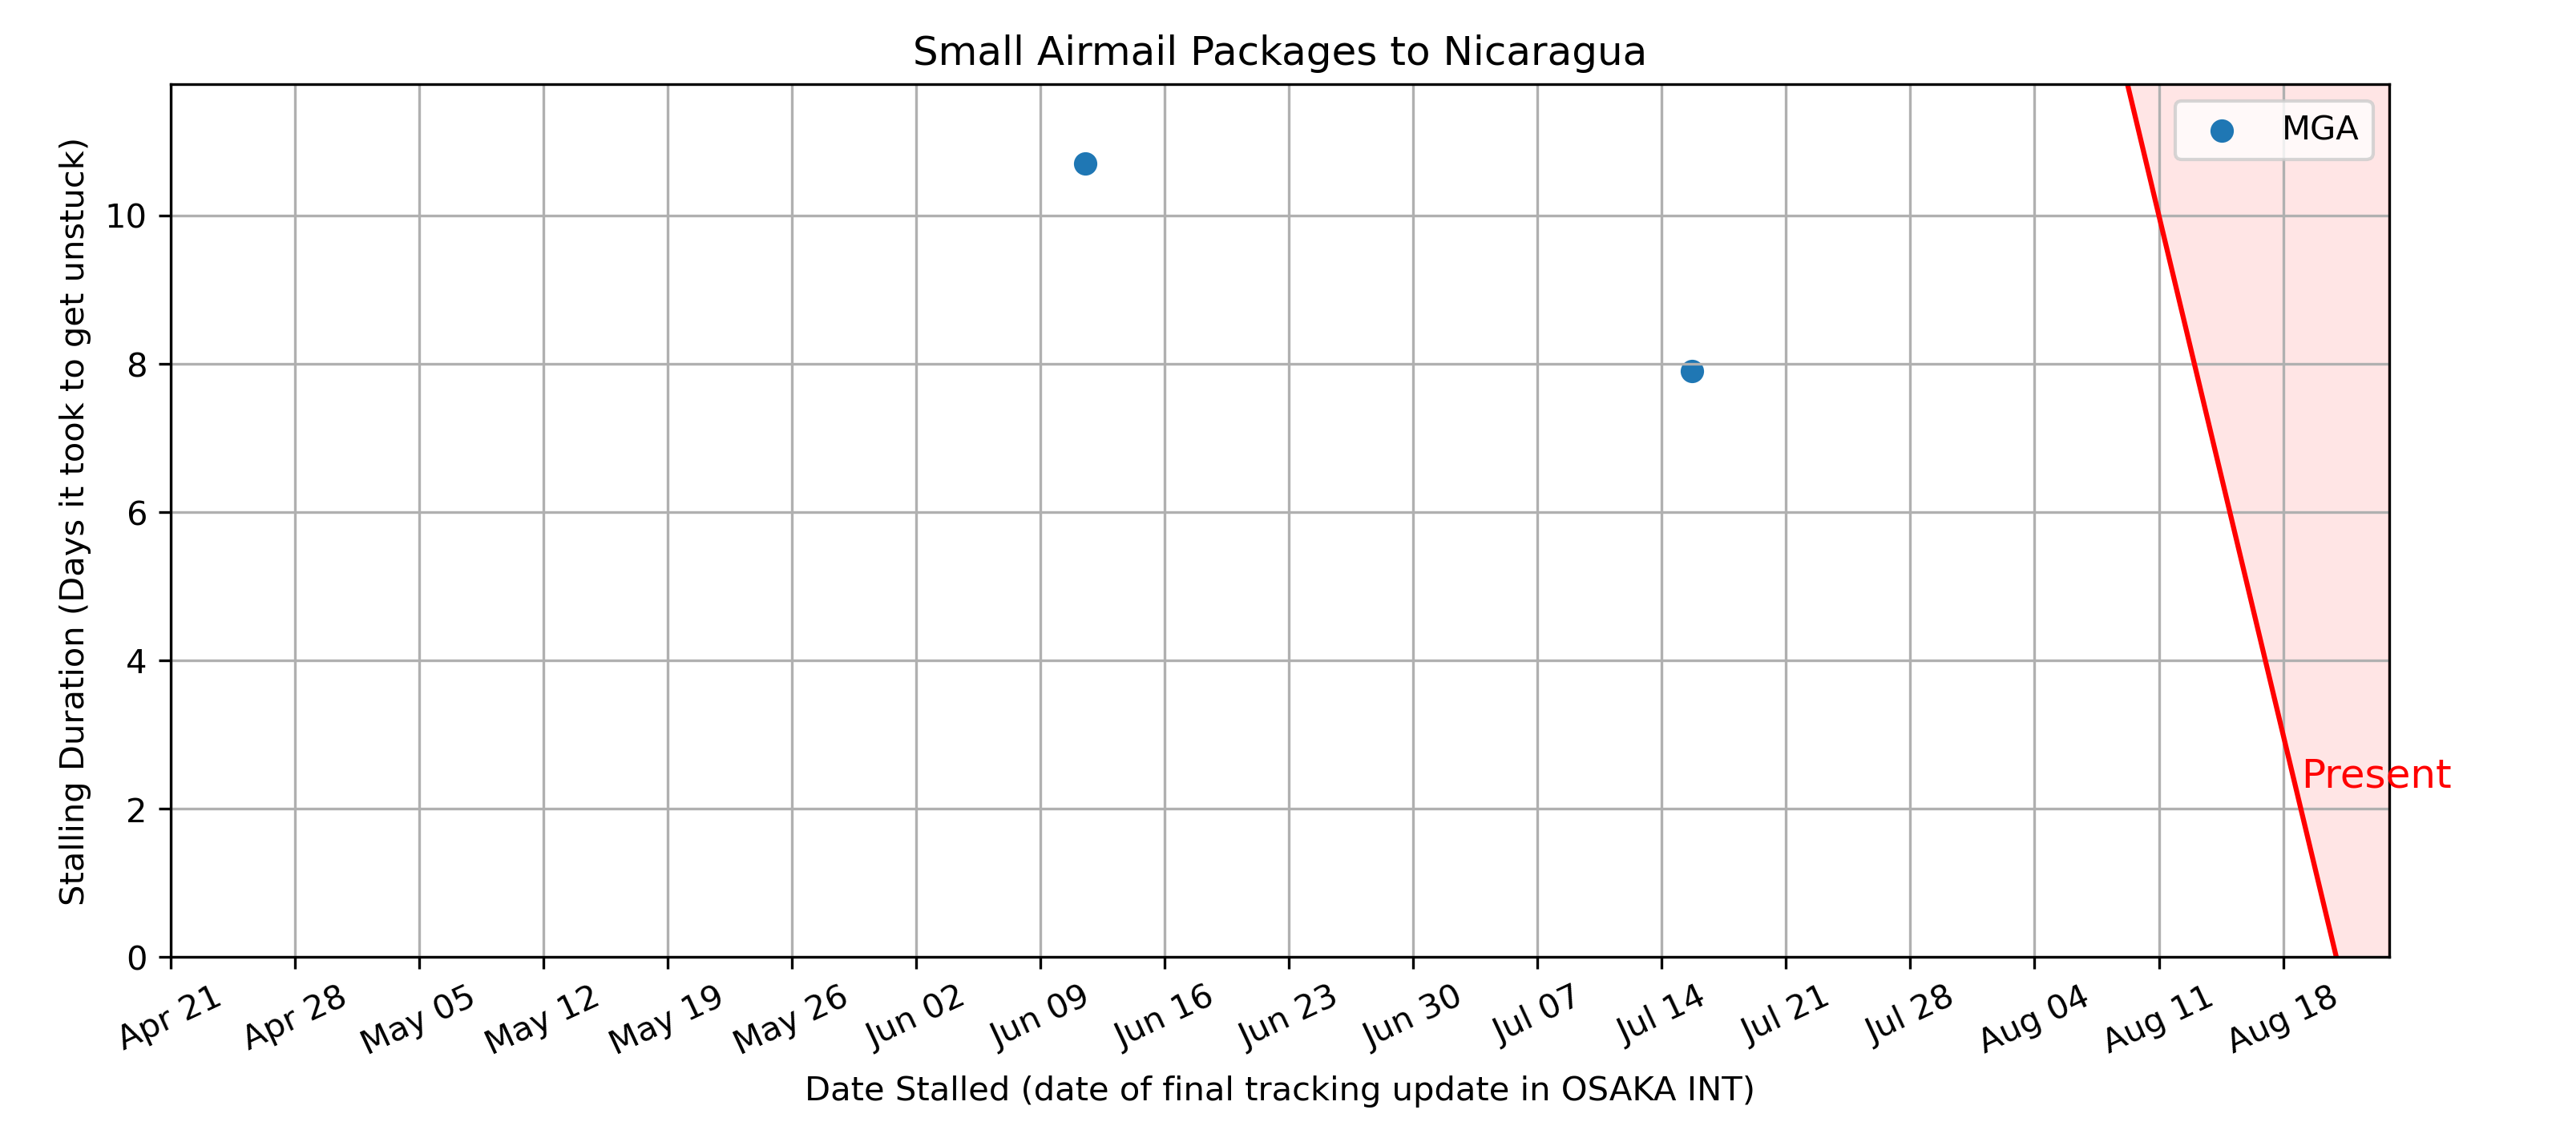 Small Airmail Packages to Nicaragua
MGA
Stalling Duration (Days it took to get unstuck)
10
8
6
4
2
0
Present
Apr 21
Apr 28
May 05
May 12
May 19
May 26
Jun 02
Jun 09
Jun 16
Jun 23
Jun 30
Jul 07
Jul 14
Jul 21
Jul 28
Aug 04
Aug 11
Aug 18
Date Stalled (date of final tracking update in OSAKA INT)